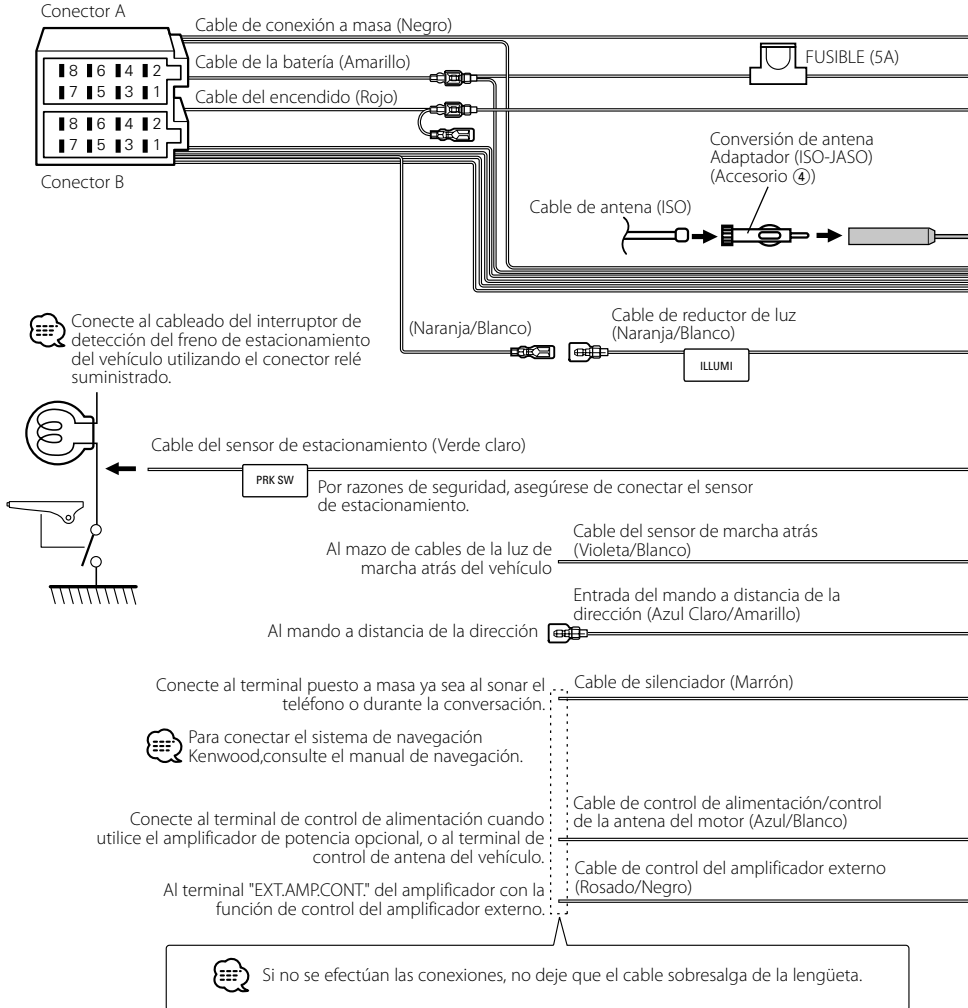 Conector A
Cable de conexión a masa (Negro)
Cable de la batería (Amarillo)
FUSIBLE (5A)
8 6 4 2
7 5 3 1
Cable del encendido (Rojo)
8 6 4 2
7 5 3 1
Conector B
Conversión de antena
Adaptador (ISO-JASO)
(Accesorio ④)
Cable de antena (ISO)
Conecte al cableado del interruptor de
detección del freno de estacionamiento
del vehículo utilizando el conector relé
suministrado.
(Naranja/Blanco)
Cable de reductor de luz
(Naranja/Blanco)
ILLUMI
Cable del sensor de estacionamiento (Verde claro)
PRK SW
Por razones de seguridad, asegúrese de conectar el sensor
de estacionamiento.
Al mazo de cables de la luz de
marcha atrás del vehículo
Cable del sensor de marcha atrás
(Violeta/Blanco)
Entrada del mando a distancia de la
dirección (Azul Claro/Amarillo)
Al mando a distancia de la dirección
Conecte al terminal puesto a masa ya sea al sonar el
teléfono o durante la conversación.
Cable de silenciador (Marrón)
Para conectar el sistema de navegación
Kenwood,consulte el manual de navegación.
Conecte al terminal de control de alimentación cuando
utilice el amplificador de potencia opcional, o al terminal de
control de antena del vehículo.
Cable de control de alimentación/control
de la antena del motor (Azul/Blanco)
Al terminal "EXT.AMP.CONT." del amplificador con la
función de control del amplificador externo.
Cable de control del amplificador externo
(Rosado/Negro)
Si no se efectúan las conexiones, no deje que el cable sobresalga de la lengüeta.